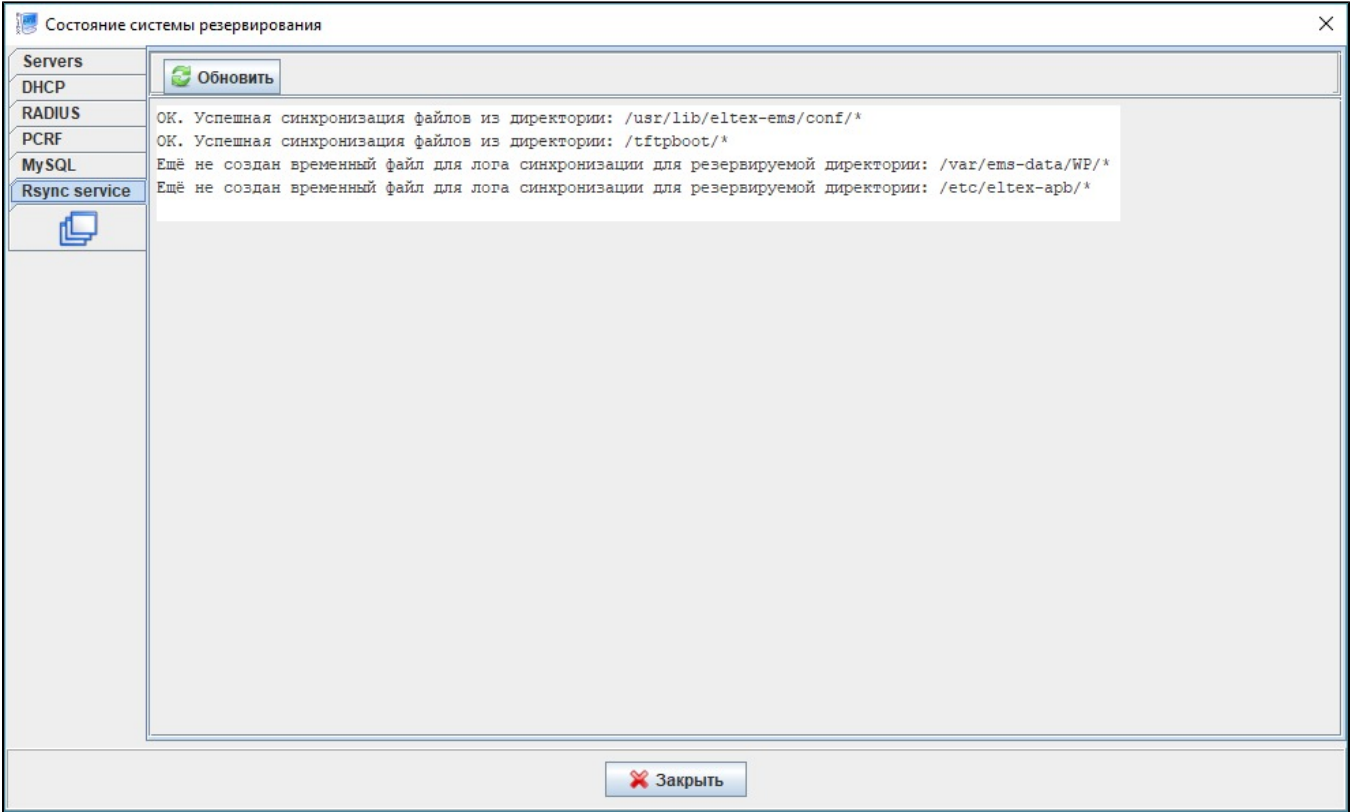 Состояние системы резервирования
Servers
DHCP
RADIUS
PCRF
MySQL
Rsync service
Обновить
OK. Успешная синхронизация файлов из директории: /usr/lib/eltex-ems/conf/*
OK. Успешная синхронизация файлов из директории: /tftpboot/*
Ещё не создан временный файл для лога синхронизации для резервируемой директории: /var/ems-data/WP/*
Ещё не создан временный файл для лога синхронизации для резервируемой директории: /etc/eltex-apb/*
Закрыть